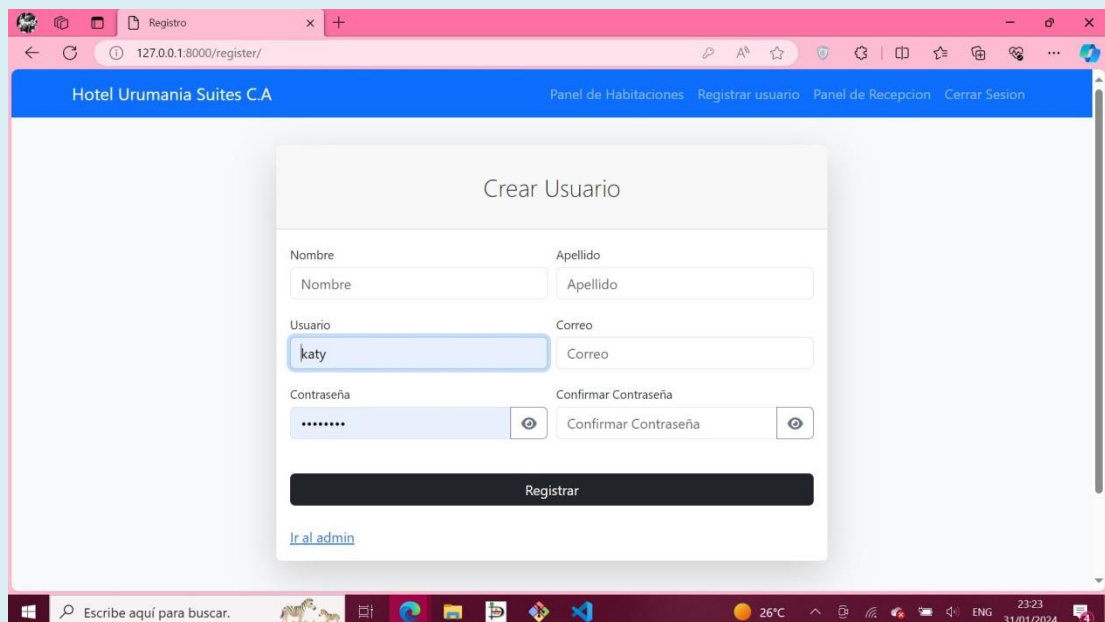 Registro
127.0.0.1:8000/register/
Hotel Urumania Suites C.A Panel de Habitaciones Registrar usuario Panel de Recepcion Cerrar Sesion
Crear Usuario
Nombre Apellido
Nombre Apellido
Usuario Correo
katy Correo
Contraseña Confirmar Contraseña
•••••••• Confirmar Contraseña
Registrar
Ir al admin
Escribe aquí para buscar. 26°C ENG 23:23
31/01/2024